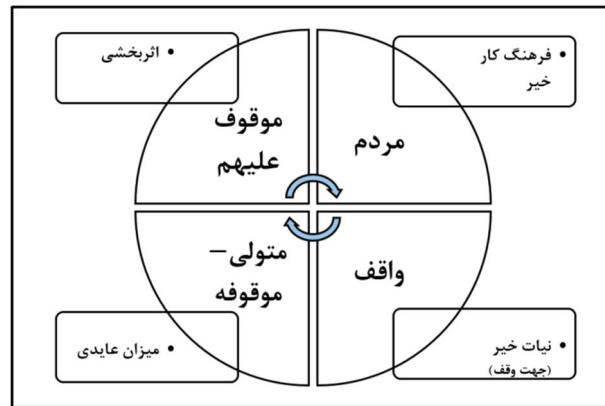 • فرهنگ کار
خیر
• اثربخشی
مردم
موقوف
علیهم
واقف
متولی–
موقوفه
• نیات خیر
(جهت وقف)
• میزان عایدی